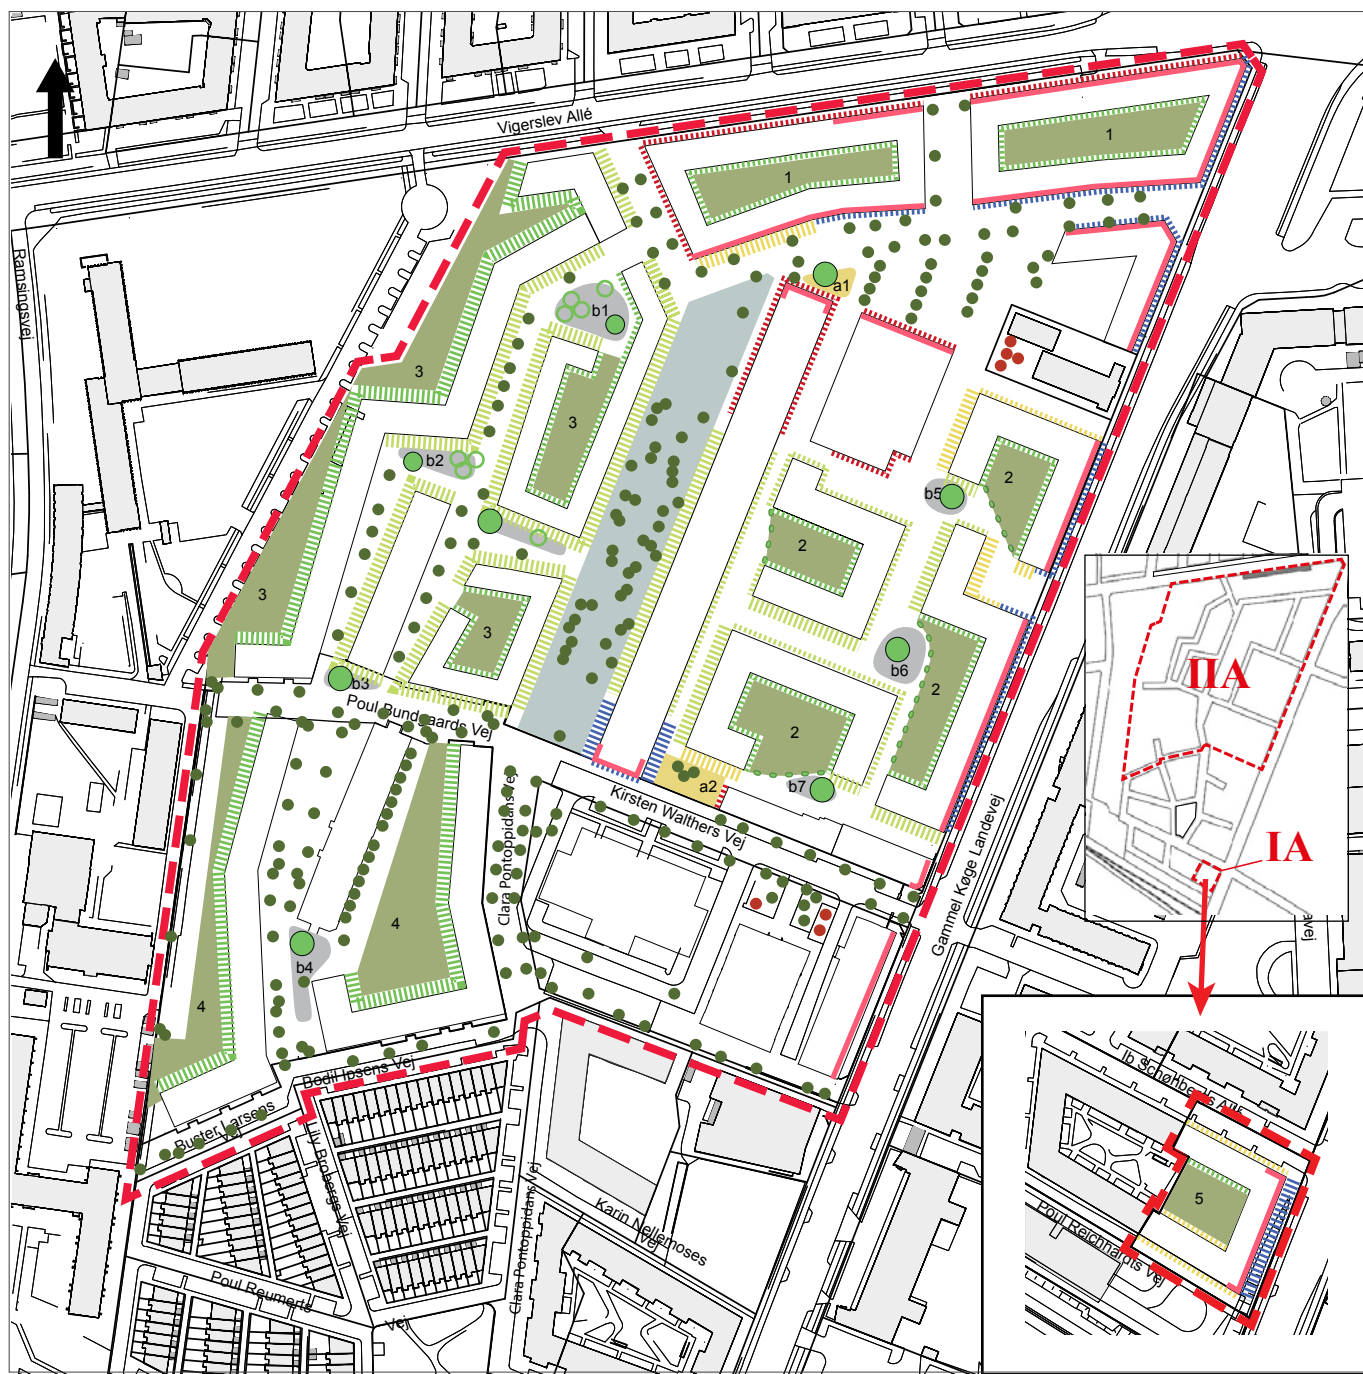 Vigerslev Allé
1
1
Ramsingsvej
a1
b1
3
3
b2
2
b5
2
3
3
b6
2
b3
Poul Bundgaards Vej
2
b7
a2
Kirsten Walthers Vej
Clara Pontoppidans Vej
Gammel Køge Landevej
IIA
IA
4
b4
4
Bodil Ipsens Vej
Buster Larsens
Vej
Lily Brobergs Vej
Clara Pontoppidans Vej
Karin Nellemoses
Vej
Poul Reumerts
Vej
Ib Schønbergs Allé
5
Poul Reichhardts Vej